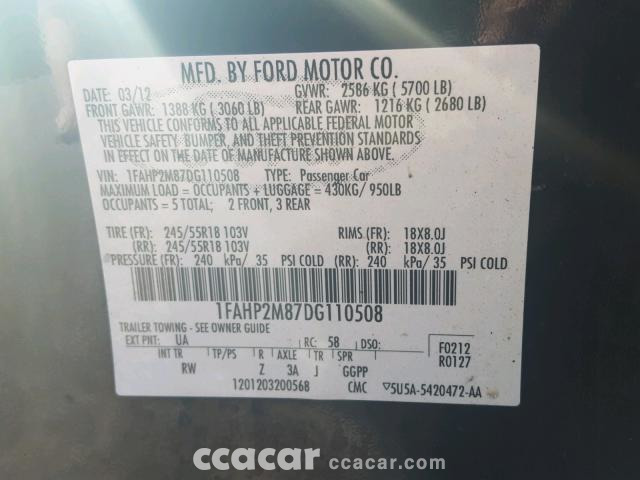 MFD. BY FORD MOTOR CO.
DATE: 03/12 GVWR: 2586 KG ( 5700 LB)
FRONT GAWR: 1388 KG ( 3060 LB) REAR GAWR: 1216 KG ( 2680 LB)
THIS VEHICLE CONFORMS TO ALL APPLICABLE FEDERAL MOTOR
VEHICLE SAFETY, BUMPER, AND THEFT PREVENTION STANDARDS
IN EFFECT ON THE DATE OF MANUFACTURE SHOWN ABOVE.
VIN: 1FAHP2M87DG110508 TYPE: Passenger Car
MAXIMUM LOAD = OCCUPANTS + LUGGAGE = 430KG/ 950LB
OCCUPANTS = 5 TOTAL: 2 FRONT, 3 REAR
TIRE (FR): 245/55R18 103V RIMS (FR): 18X8.0J
(RR): 245/55R18 103V (RR): 18X8.0J
PRESSURE (FR): 240 kPa/ 35 PSI COLD (RR): 240 kPa/ 35 PSI COLD
1FAHP2M87DG110508
TRAILER TOWING - SEE OWNER GUIDE
EXT PNT: UA RC: 58 DSO:
F0212
R0127
INT TR TP/PS R AXLE TR SPR
RW Z 3A J GGPP
1201203200568 CMC ▽5U5A-5420472-AA
ccacar ccacar.com